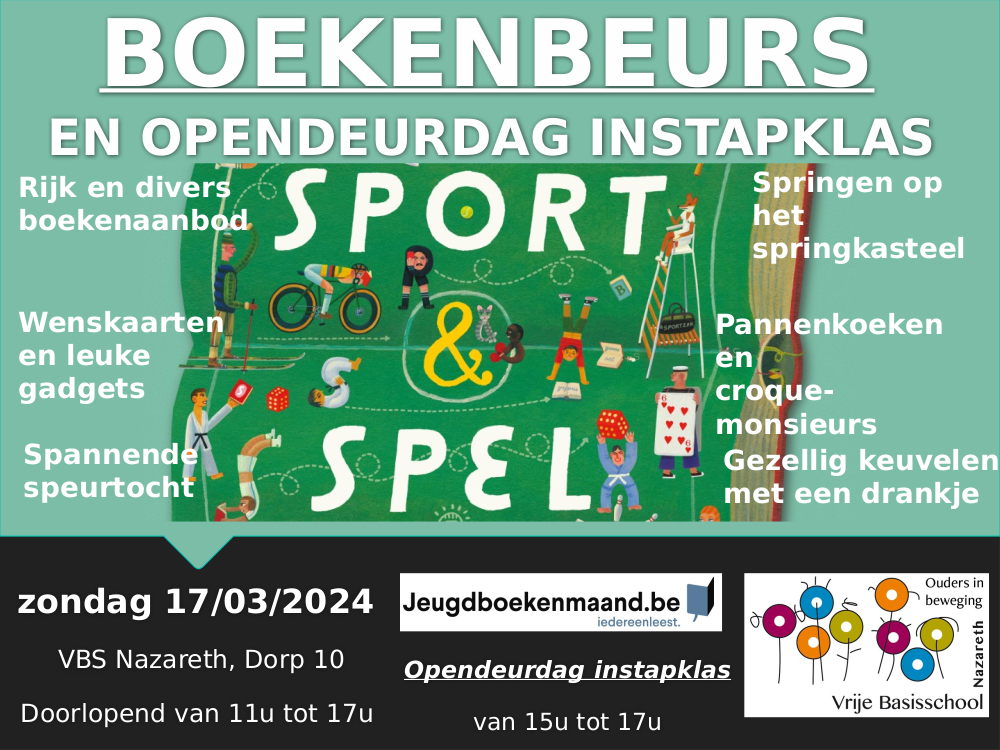 BOEKENBEURS
EN OPENDEURDAG INSTAPKLAS
Rijk en divers
boekenaanbod
Wenskaarten
en leuke
gadgets
Spannende
speurtocht
SPORT
&
SPEL
B
SPORTZAK
S
6
6
Springen op
het
springkasteel
Pannenkoeken
en
croque-
monsieurs
Gezellig keuvelen
met een drankje
zondag 17/03/2024
VBS Nazareth, Dorp 10
Doorlopend van 11u tot 17u
Jeugdboekenmaand.be
iedereenleest.
Opendeurdag instapklas
van 15u tot 17u
Ouders in
beweging
Nazareth
Vrije Basisschool